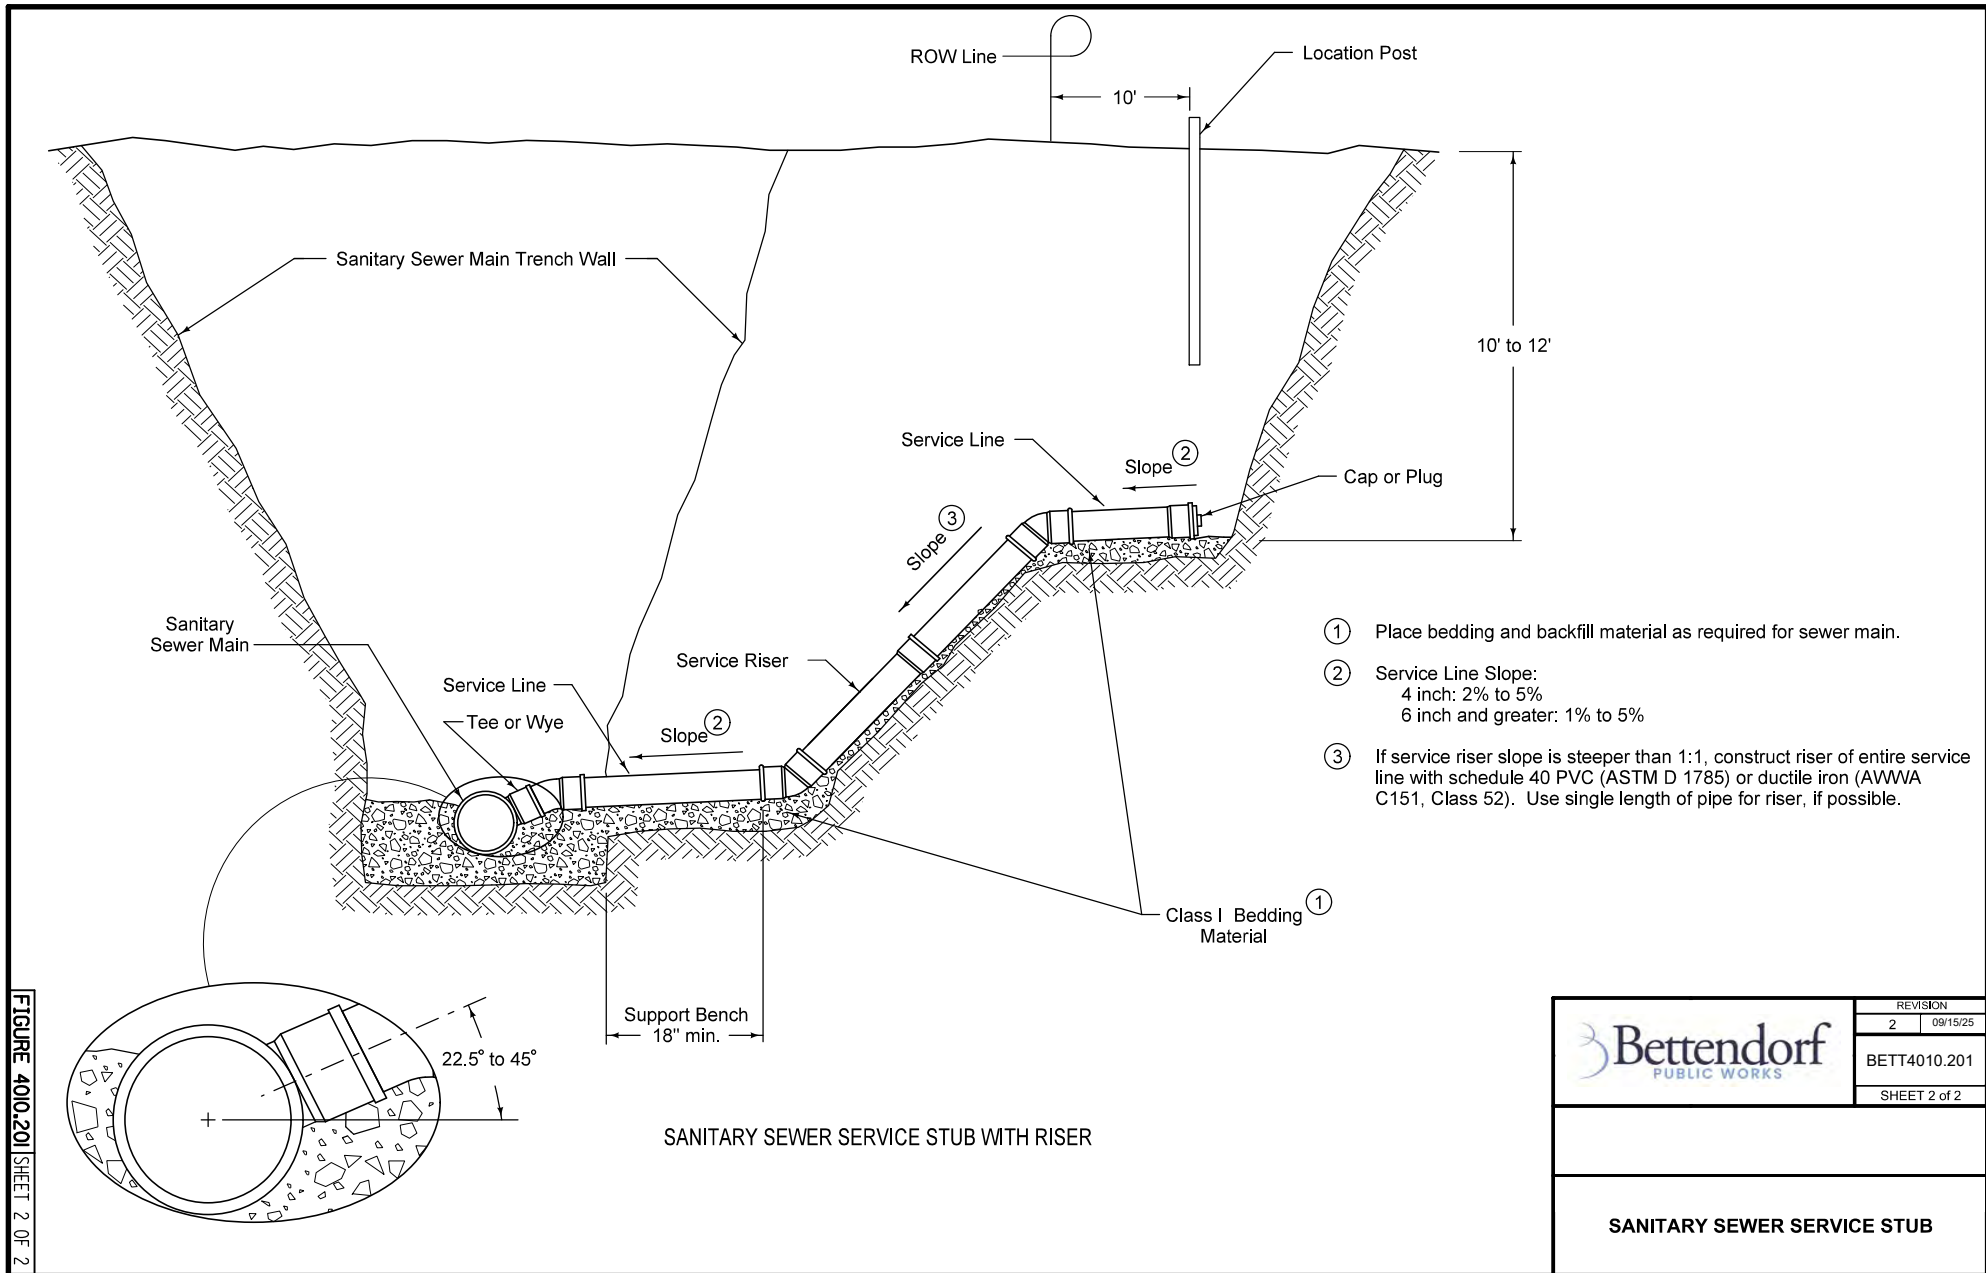 ROW Line
Location Post
10'
Sanitary Sewer Main Trench Wall
10' to 12'
Service Line
Slope 2
Cap or Plug
Slope 3
Sanitary
Sewer Main
Service Riser
Service Line
Tee or Wye
Slope 2
1 Place bedding and backfill material as required for sewer main.
2 Service Line Slope:
4 inch: 2% to 5%
6 inch and greater: 1% to 5%
3 If service riser slope is steeper than 1:1, construct riser of entire service
line with schedule 40 PVC (ASTM D 1785) or ductile iron (AWWA
C151, Class 52). Use single length of pipe for riser, if possible.
Class I Bedding 1
Material
Support Bench
18" min.
22.5° to 45°
SANITARY SEWER SERVICE STUB WITH RISER
FIGURE 4010.201 SHEET 2 OF 2
Bettendorf
PUBLIC WORKS
REVISION
2 09/15/25
BETT4010.201
SHEET 2 of 2
SANITARY SEWER SERVICE STUB